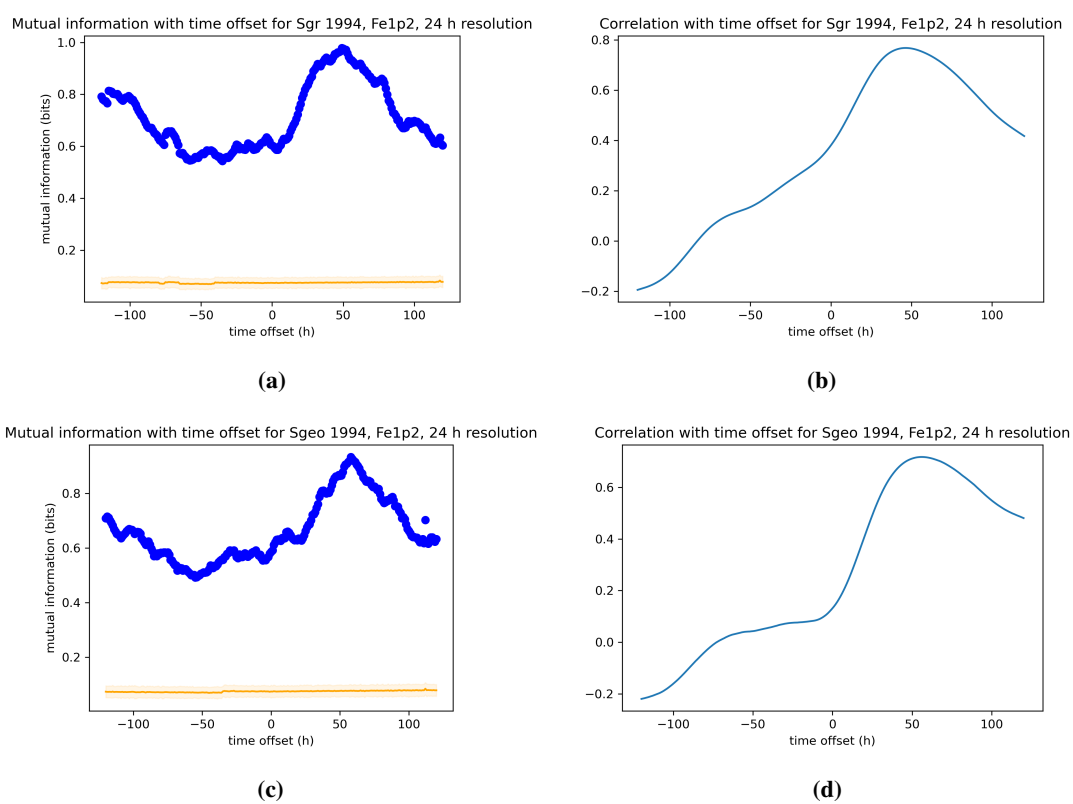 Mutual information with time offset for Sgr 1994, Fe1p2, 24 h resolution
1.0
0.8
0.6
0.4
0.2
mutual information (bits)
−100
−50
0
50
100
time offset (h)
(a)
Correlation with time offset for Sgr 1994, Fe1p2, 24 h resolution
0.8
0.6
0.4
0.2
0.0
−0.2
−100
−50
0
50
100
time offset (h)
(b)
Mutual information with time offset for Sgeo 1994, Fe1p2, 24 h resolution
0.8
0.6
0.4
0.2
mutual information (bits)
−100
−50
0
50
100
time offset (h)
(c)
Correlation with time offset for Sgeo 1994, Fe1p2, 24 h resolution
0.6
0.4
0.2
0.0
−0.2
−100
−50
0
50
100
time offset (h)
(d)